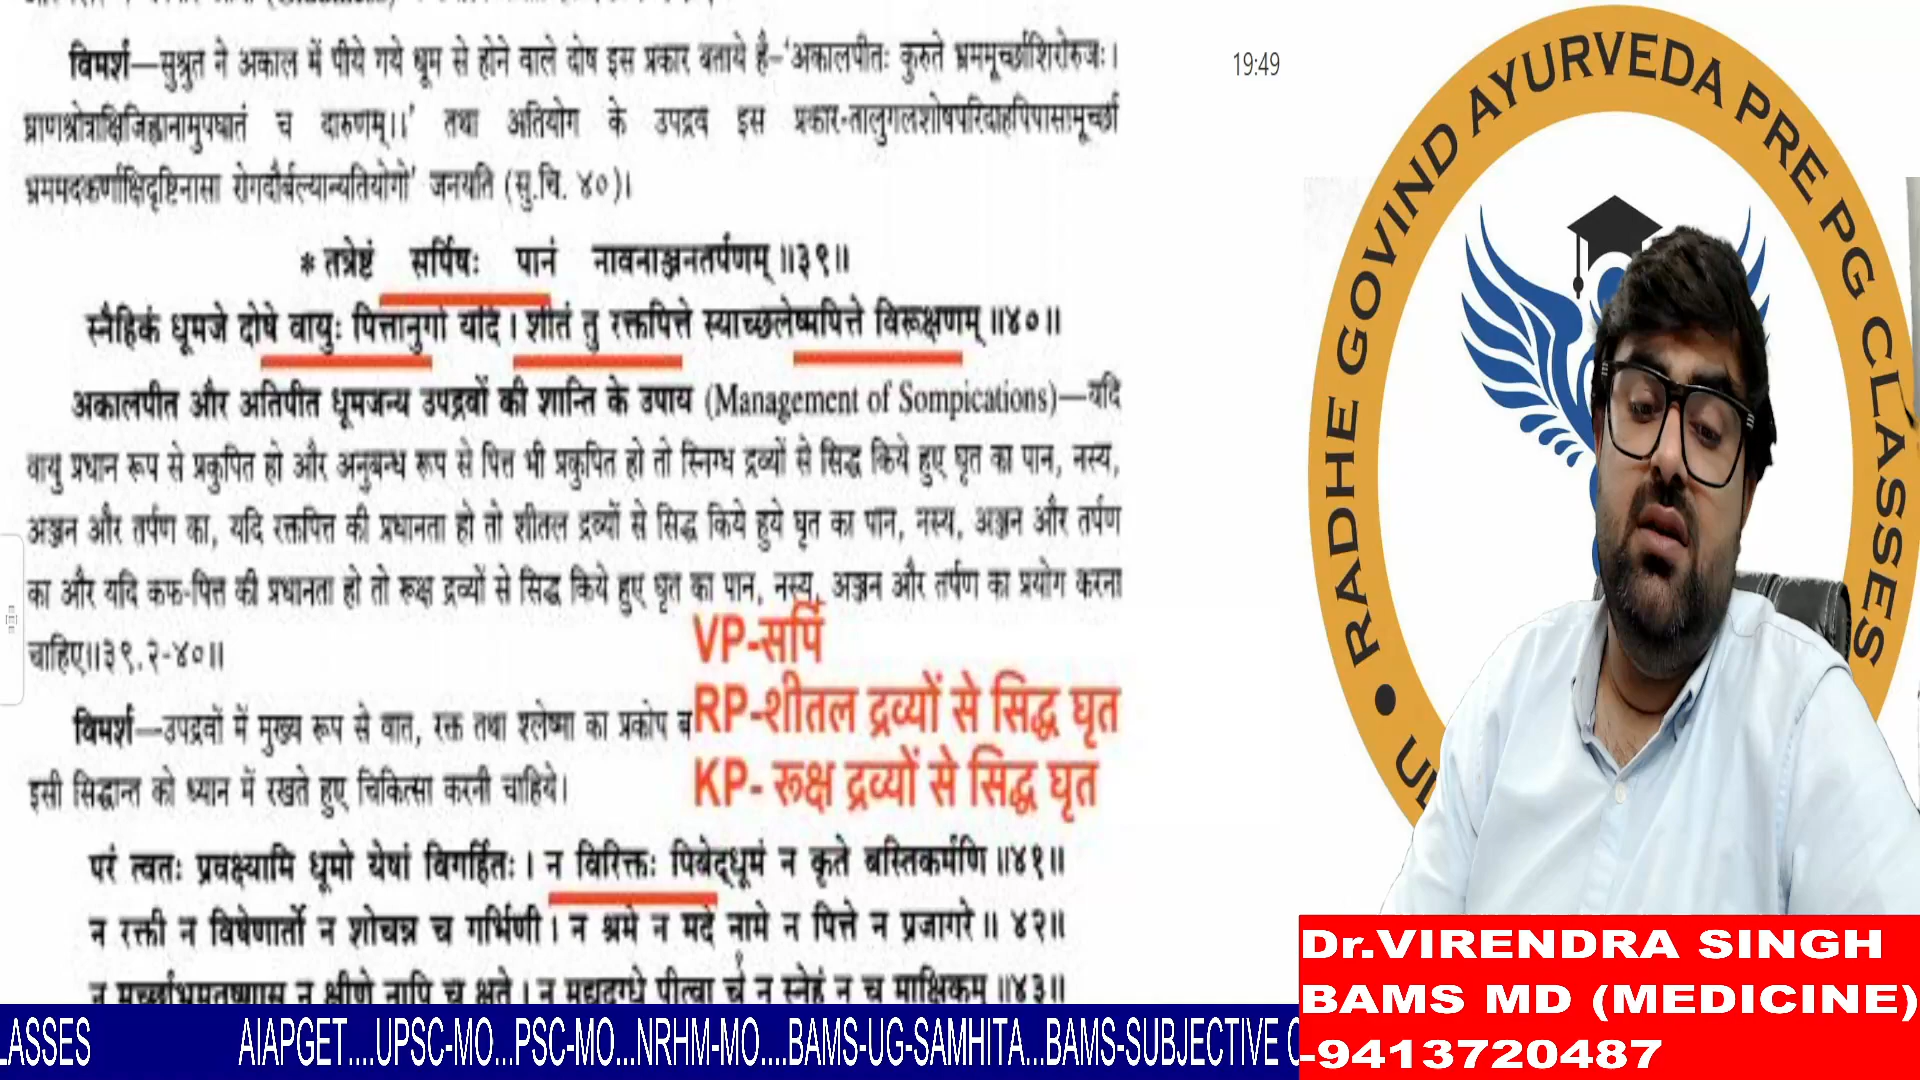 विमर्श—सुश्रुत ने अकाल में पीये गये धूम से होने वाले दोष इस प्रकार बताये है-'अकालपीतः कुरुते भ्रममूर्च्छाशिरोरुजः।
घ्राणश्रोत्राक्षिजिह्वानामुपघातं च दारुणम्।।' तथा अतियोग के उपद्रव इस प्रकार-तालुगलशोषपरिदाहपिपासामूर्च्छा
भ्रममदकर्णाक्षिदृष्टिनासा रोगदौर्बल्यान्यतियोगो' जनयति (सु.चि. ४०)।
* तत्रेष्टं सर्पिषः पानं नावनाञ्जनतर्पणम् ॥३९॥
स्नैहिकं धूमजे दोषे वायुः पित्तानुगो यदि। शीतं तु रक्तपित्ते स्याच्छलेष्मपित्ते विरूक्षणम् ॥४०॥
अकालपीत और अतिपीत धूमजन्य उपद्रवों की शान्ति के उपाय (Management of Sompications)—यदि
वायु प्रधान रूप से प्रकुपित हो और अनुबन्ध रूप से पित्त भी प्रकुपित हो तो स्निग्ध द्रव्यों से सिद्ध किये हुए घृत का पान, नस्य,
अञ्जन और तर्पण का, यदि रक्तपित्त की प्रधानता हो तो शीतल द्रव्यों से सिद्ध किये हुये घृत का पान, नस्य, अञ्जन और तर्पण
का और यदि कफ-पित्त की प्रधानता हो तो रूक्ष द्रव्यों से सिद्ध किये हुए घृत का पान, नस्य, अञ्जन और तर्पण का प्रयोग करना
चाहिए॥३९.२-४०॥
VP-सर्पि
विमर्श—उपद्रवों में मुख्य रूप से वात, रक्त तथा श्लेष्मा का प्रकोप ब
RP-शीतल द्रव्यों से सिद्ध घृत
इसी सिद्धान्त को ध्यान में रखते हुए चिकित्सा करनी चाहिये।
KP- रूक्ष द्रव्यों से सिद्ध घृत
परं त्वतः प्रवक्ष्यामि धूमो येषां विगर्हितः। न विरिक्तः पिबेद्धूमं न कृते बस्तिकर्मणि ॥४१॥
न रक्ती न विषेणार्तो न शोचन्न च गर्भिणी। न श्रमे न मदे नामे न पित्ते न प्रजागरे॥ ४२॥
न मूर्च्छाभ्रमतृष्णासु न क्षीणे नापि च क्षते। न मद्यदुग्धे पीत्वा च न स्नेहं न च माक्षिकम् ॥४३॥
19:49
RADHE GOVIND AYURVEDA PRE PG CLASSES
Dr.VIRENDRA SINGH
BAMS MD (MEDICINE)
-9413720487
LASSES AIAPGET....UPSC-MO...PSC-MO...NRHM-MO....BAMS-UG-SAMHITA...BAMS-SUBJECTIVE